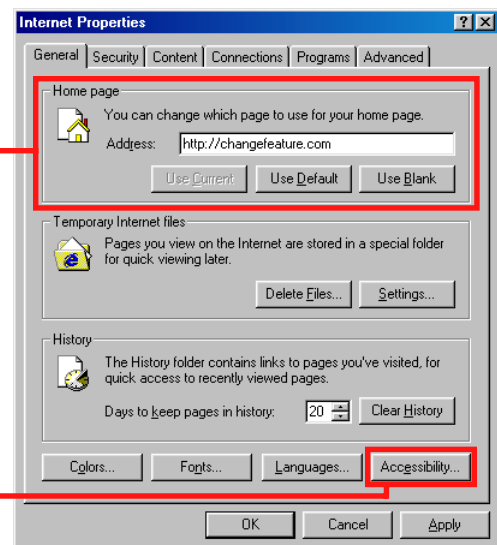 Internet Properties
General Security Content Connections Programs Advanced
Home page
You can change which page to use for your home page.
Address: http://changefeature.com
Use Current Use Default Use Blank
Temporary Internet files
Pages you view on the Internet are stored in a special folder
for quick viewing later.
Delete Files... Settings...
History
The History folder contains links to pages you've visited, for
quick access to recently viewed pages.
Days to keep pages in history: 20 Clear History
Colors... Fonts... Languages... Accessibility...
OK Cancel Apply